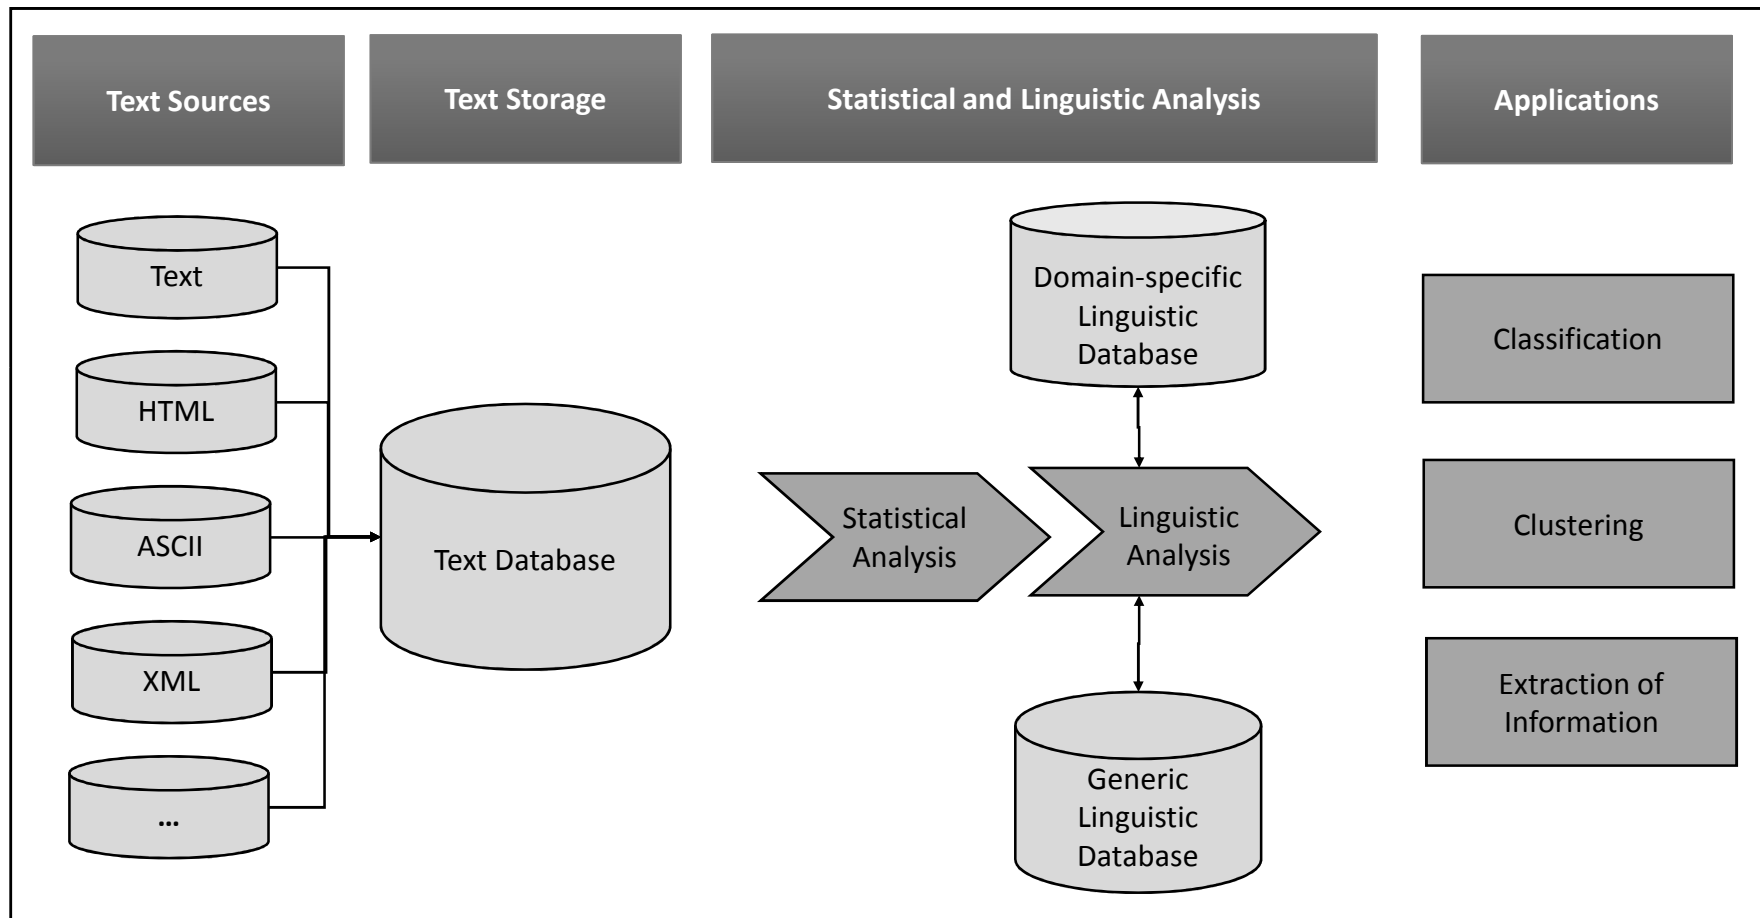 Text Sources
Text Storage
Statistical and Linguistic Analysis
Applications
Text
HTML
ASCII
XML
...
Text Database
Statistical
Analysis
Domain-specific
Linguistic
Database
Linguistic
Analysis
Generic
Linguistic
Database
Classification
Clustering
Extraction of
Information